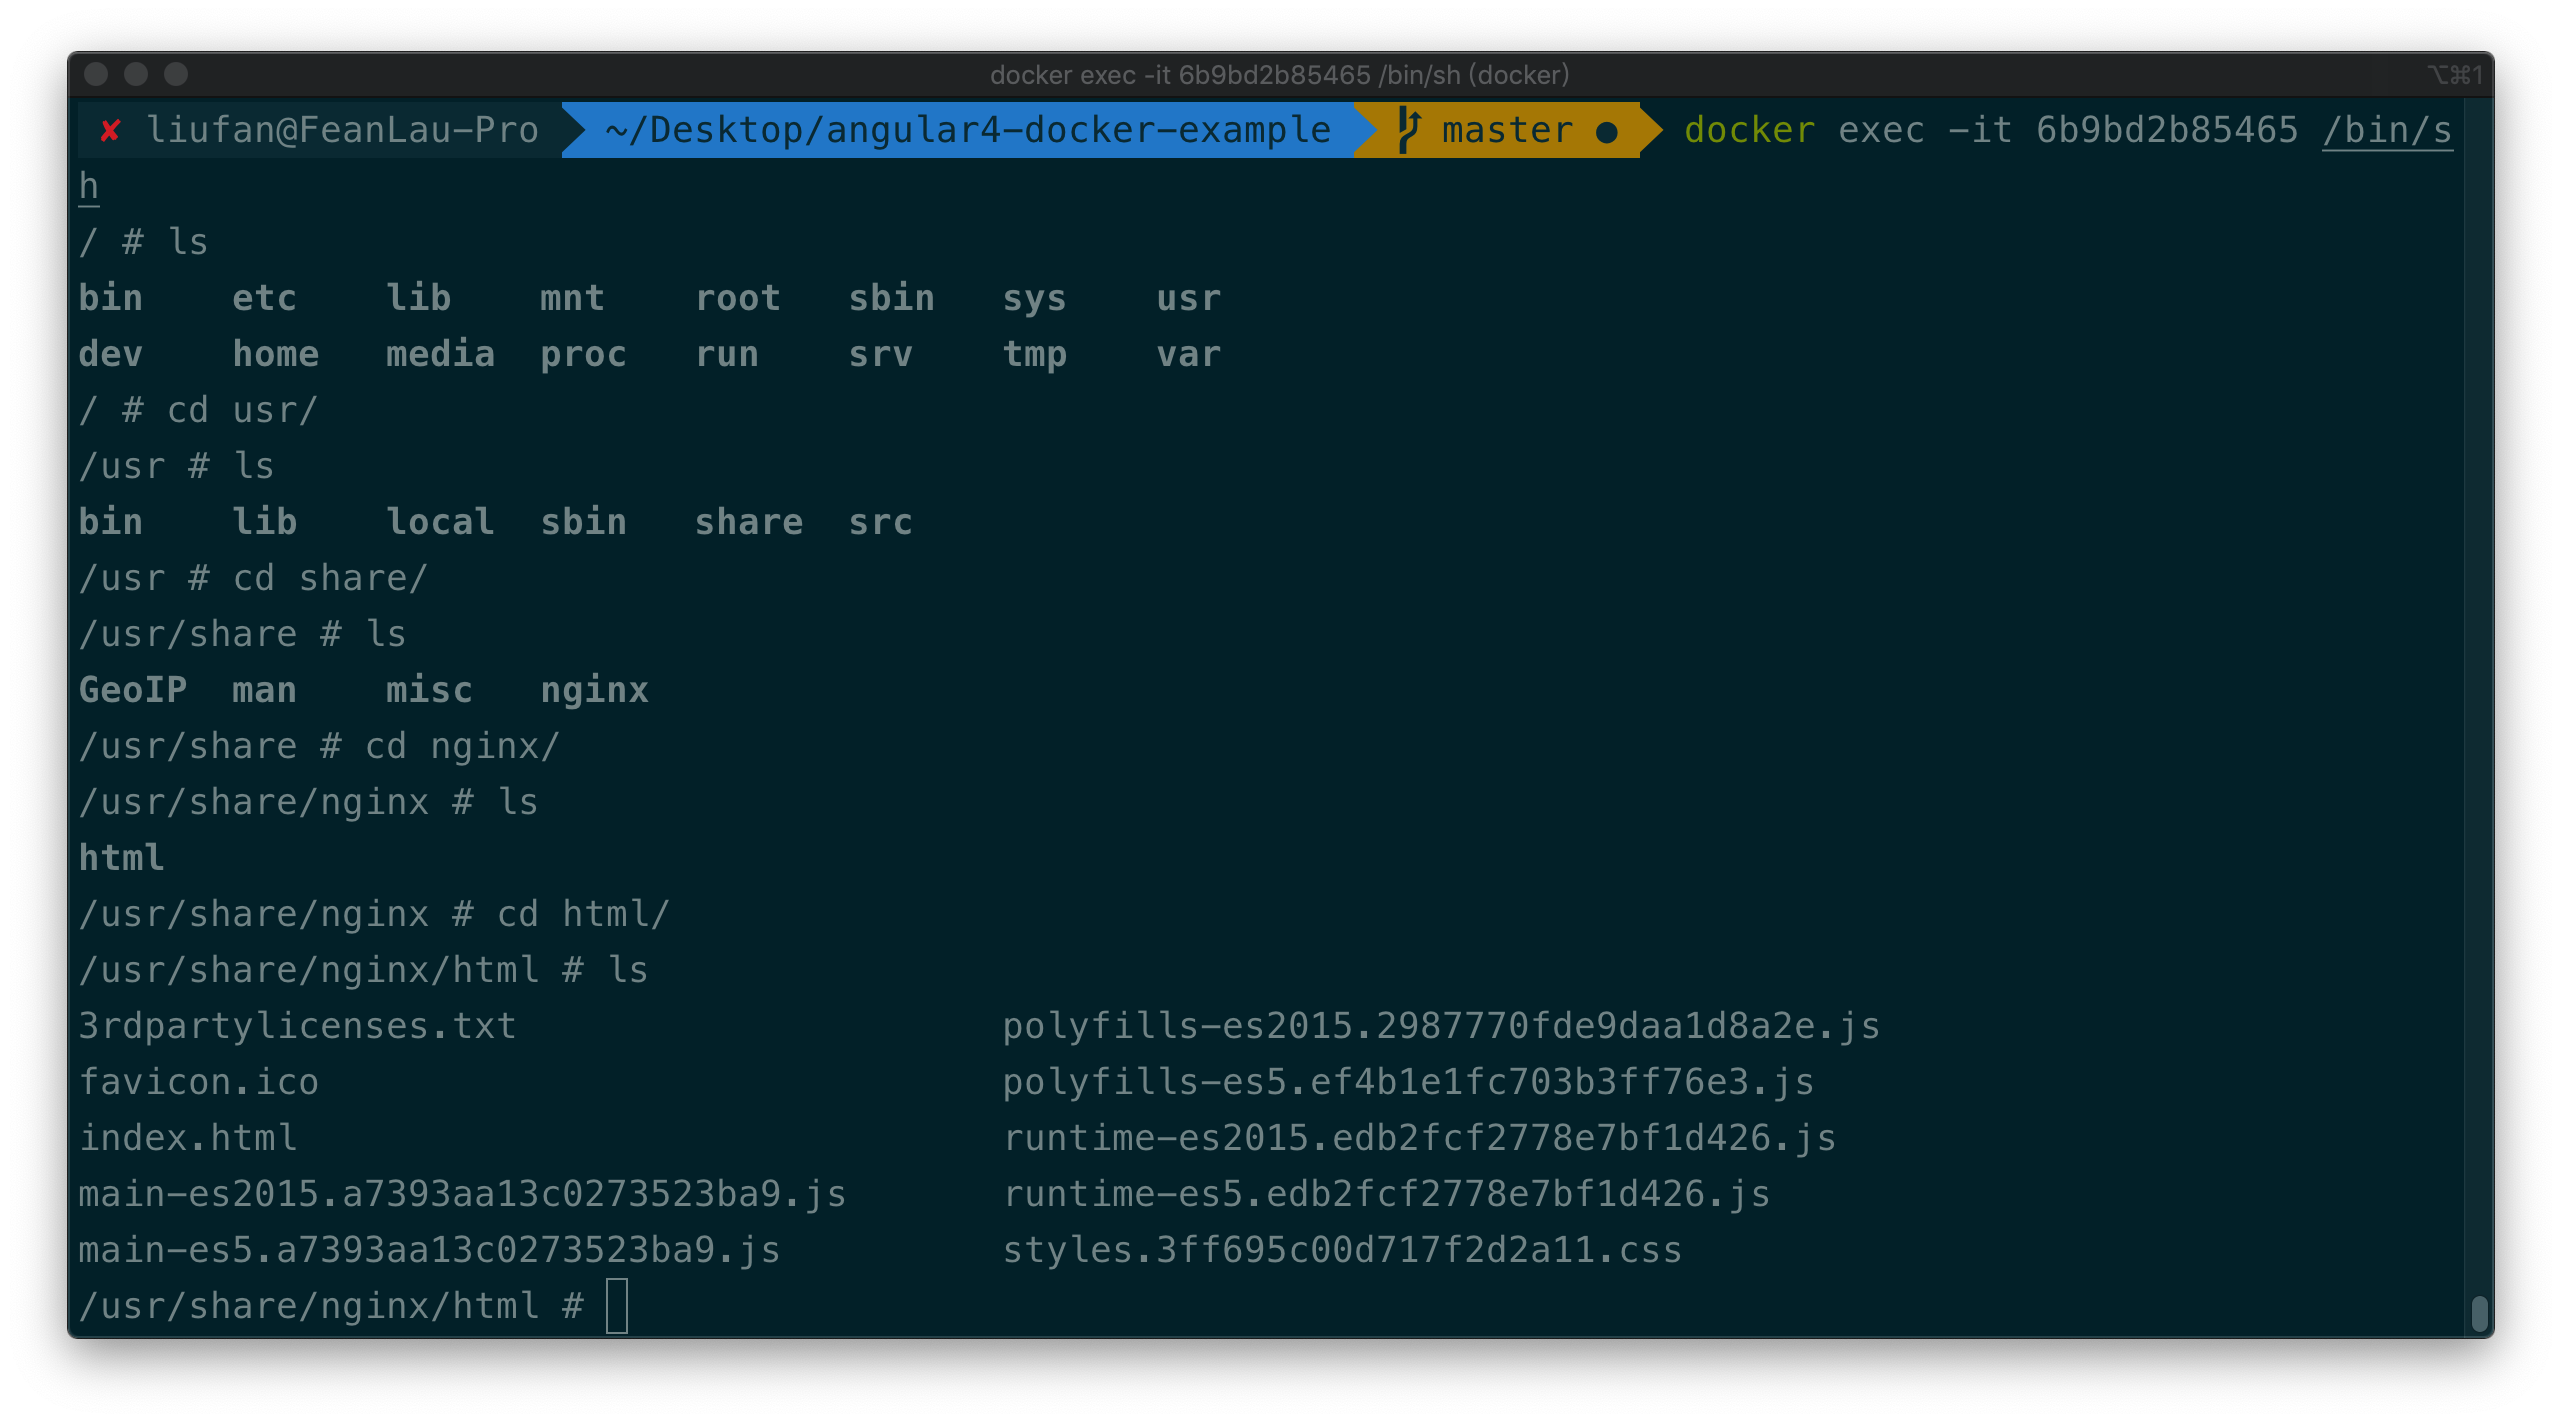 docker exec -it 6b9bd2b85465 /bin/sh (docker) ⌥⌘1
✘ liufan@FeanLau-Pro ~/Desktop/angular4-docker-example master ● docker exec -it 6b9bd2b85465 /bin/s
h
/ # ls
bin etc lib mnt root sbin sys usr
dev home media proc run srv tmp var
/ # cd usr/
/usr # ls
bin lib local sbin share src
/usr # cd share/
/usr/share # ls
GeoIP man misc nginx
/usr/share # cd nginx/
/usr/share/nginx # ls
html
/usr/share/nginx # cd html/
/usr/share/nginx/html # ls
3rdpartylicenses.txt polyfills-es2015.2987770fde9daa1d8a2e.js
favicon.ico polyfills-es5.ef4b1e1fc703b3ff76e3.js
index.html runtime-es2015.edb2fcf2778e7bf1d426.js
main-es2015.a7393aa13c0273523ba9.js runtime-es5.edb2fcf2778e7bf1d426.js
main-es5.a7393aa13c0273523ba9.js styles.3ff695c00d717f2d2a11.css
/usr/share/nginx/html #